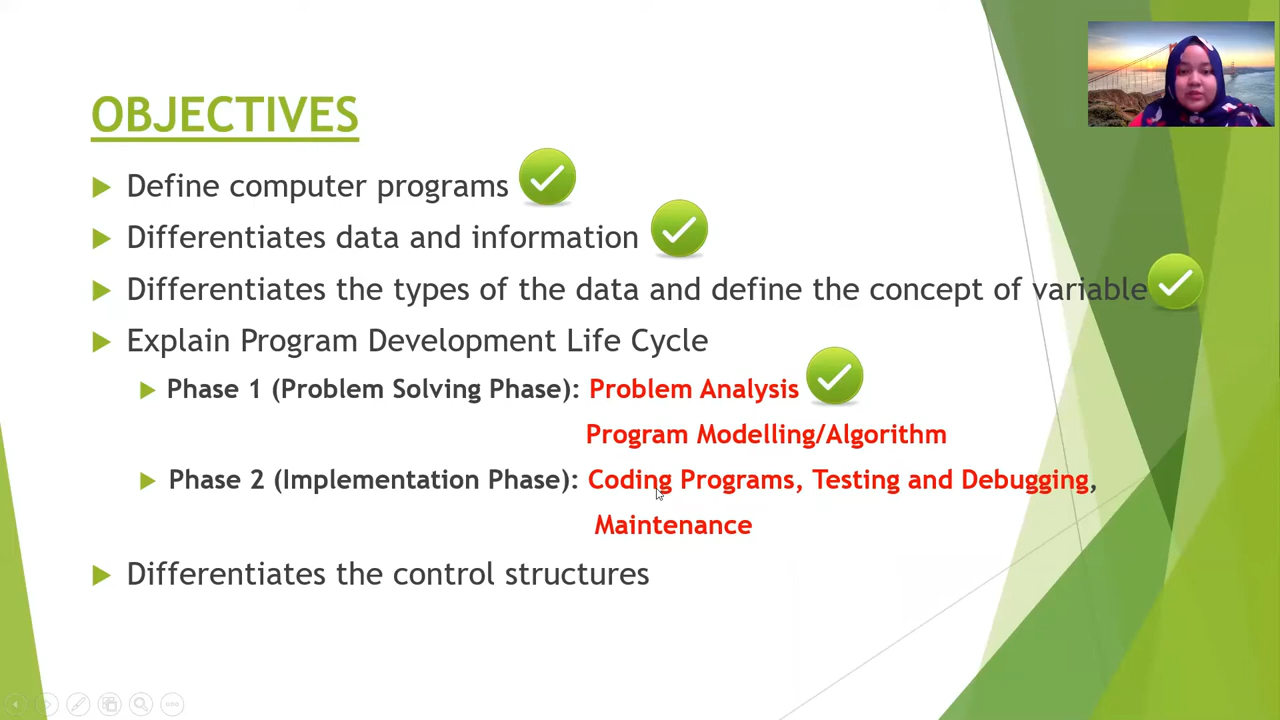 OBJECTIVES
Define computer programs
Differentiates data and information
Differentiates the types of the data and define the concept of variable
Explain Program Development Life Cycle
Phase 1 (Problem Solving Phase): Problem Analysis
Program Modelling/Algorithm
Phase 2 (Implementation Phase): Coding Programs, Testing and Debugging,
Maintenance
Differentiates the control structures